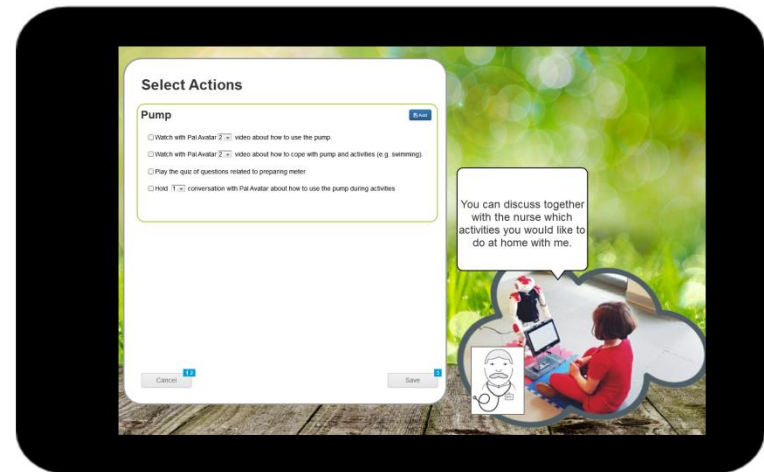 Select Actions
Pump
Add
Watch with Pal Avatar 2 video about how to use the pump.
Watch with Pal Avatar 2 video about how to cope with pump and activities (e.g. swimming).
Play the quiz of questions related to preparing meter
Hold 1 conversation with Pal Avatar about how to use the pump during activities
You can discuss together
with the nurse which
activities you would like to
do at home with me.
Cancel
Save
3